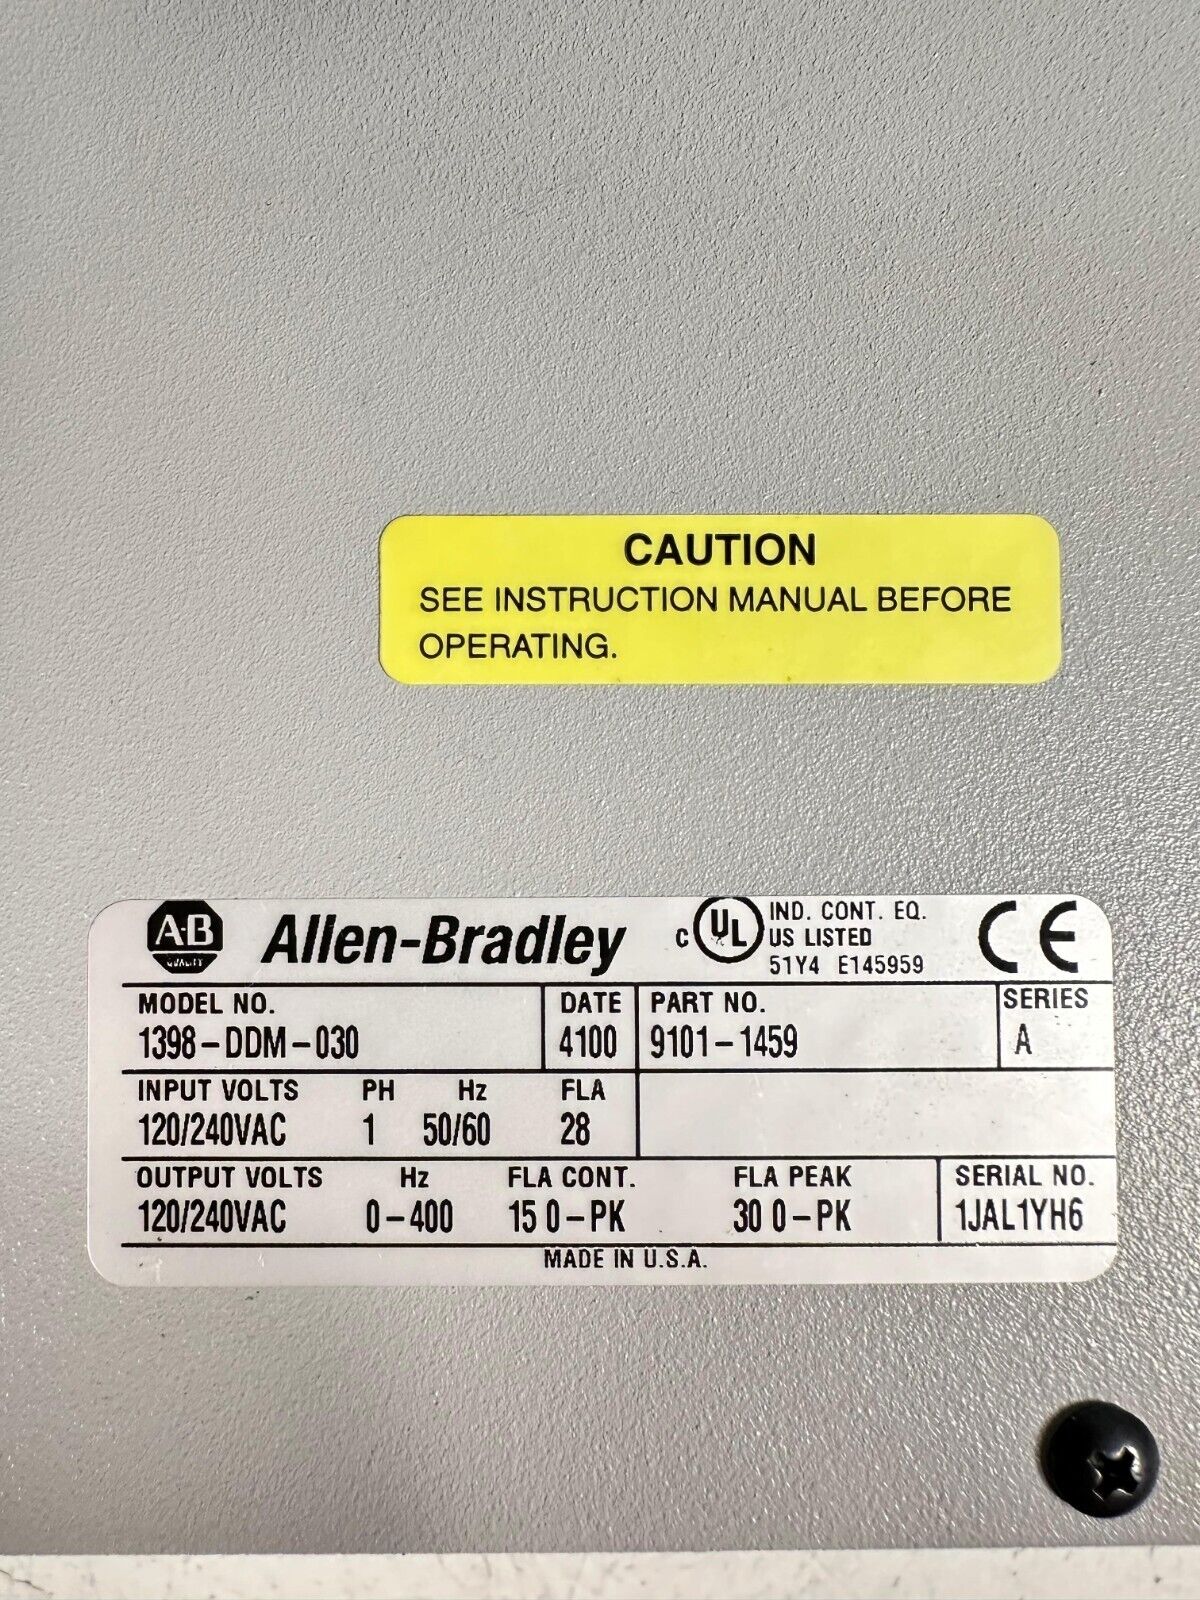 CAUTION
SEE INSTRUCTION MANUAL BEFORE
OPERATING.
A-B
QUALITY
Allen-Bradley
C UL US LISTED
IND. CONT. EQ.
51Y4 E145959
CE
MODEL NO. DATE PART NO. SERIES
1398-DDM-030 4100 9101-1459 A
INPUT VOLTS PH Hz FLA
120/240VAC 1 50/60 28
OUTPUT VOLTS Hz FLA CONT. FLA PEAK SERIAL NO.
120/240VAC 0-400 15 0-PK 30 0-PK 1JAL1YH6
MADE IN U.S.A.